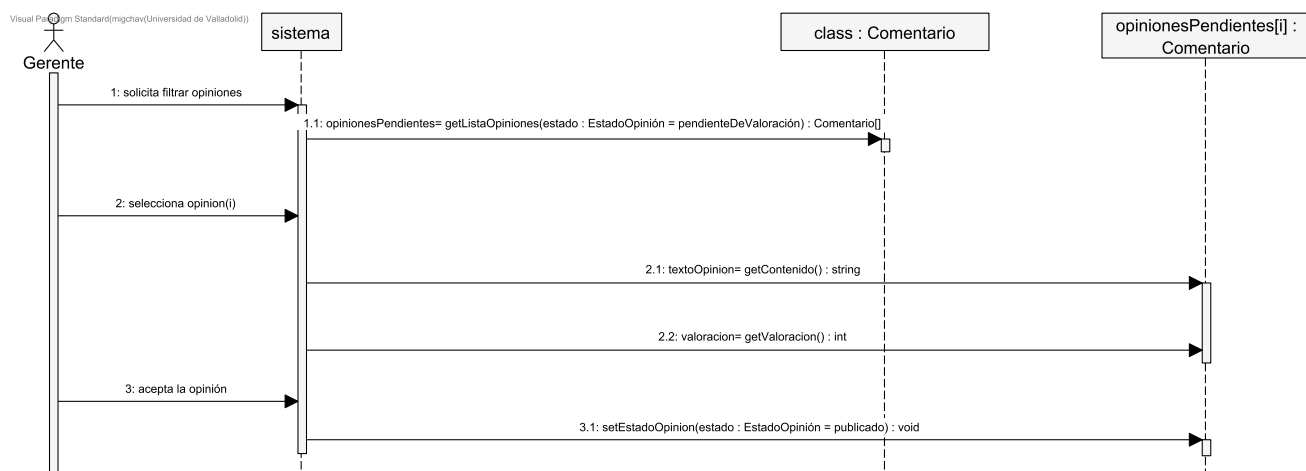 Visual Paradigm Standard(migchav(Universidad de Valladolid))
Gerente
sistema
class : Comentario
opinionesPendientes[i] :
Comentario
1: solicita filtrar opiniones
1.1: opinionesPendientes= getListaOpiniones(estado : EstadoOpinión = pendienteDeValoración) : Comentario[]
2: selecciona opinion(i)
2.1: textoOpinion= getContenido() : string
2.2: valoracion= getValoracion() : int
3: acepta la opinión
3.1: setEstadoOpinion(estado : EstadoOpinión = publicado) : void